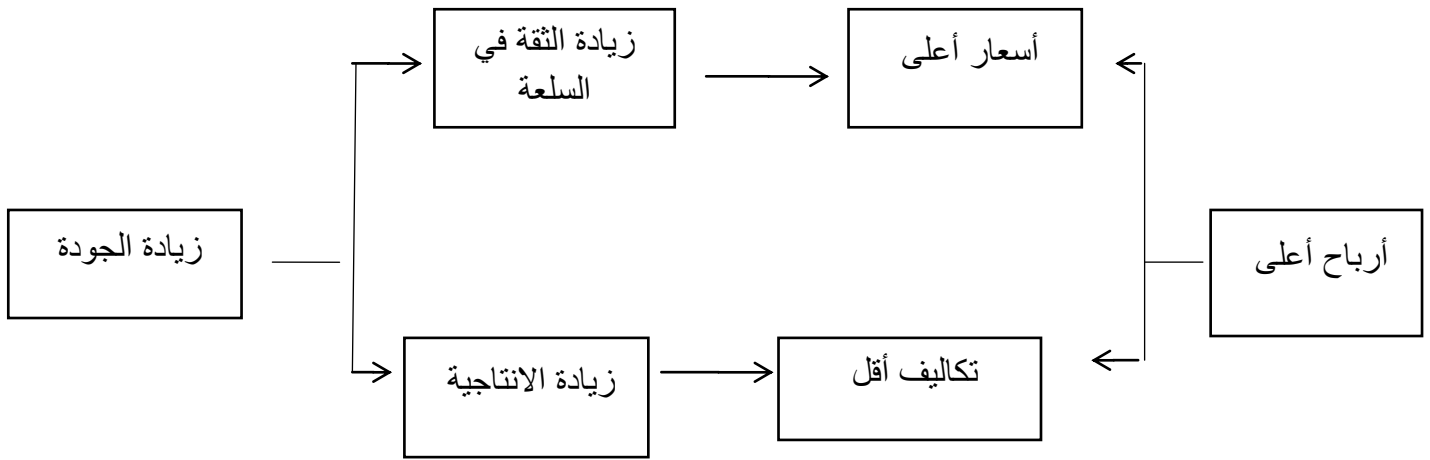 زيادة الثقة في
السلعة
أسعار أعلى
زيادة الجودة
أرباح أعلى
زيادة الانتاجية
تكاليف أقل